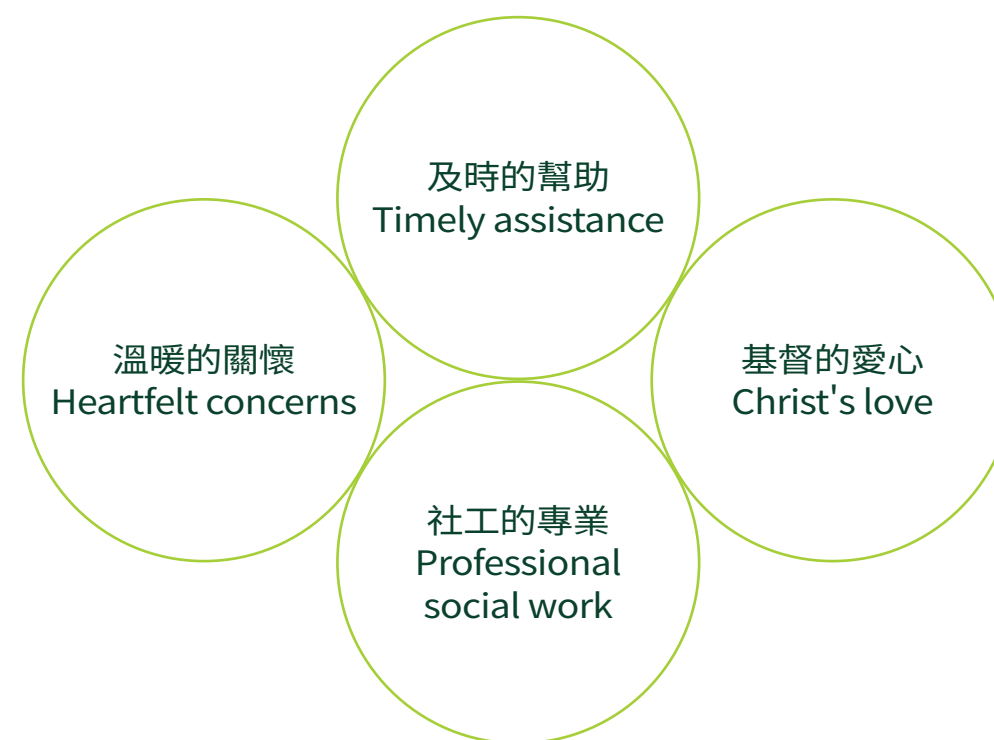 及時的幫助
Timely assistance
溫暖的關懷
Heartfelt concerns
基督的愛心
Christ's love
社工的專業
Professional
social work